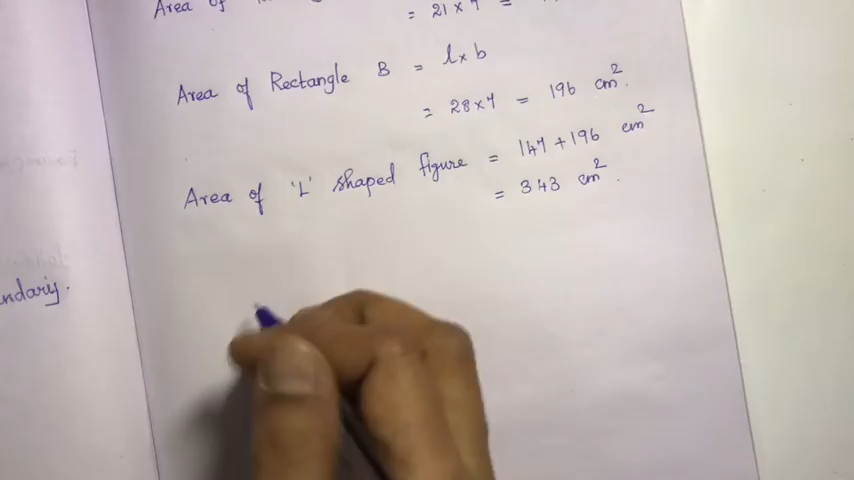 Area of
= 21 × 7 =
Area of Rectangle B = l × b
= 28 × 7 = 196 cm².
Area of 'L' shaped figure = 147 + 196 cm²
= 343 cm².
ndary.